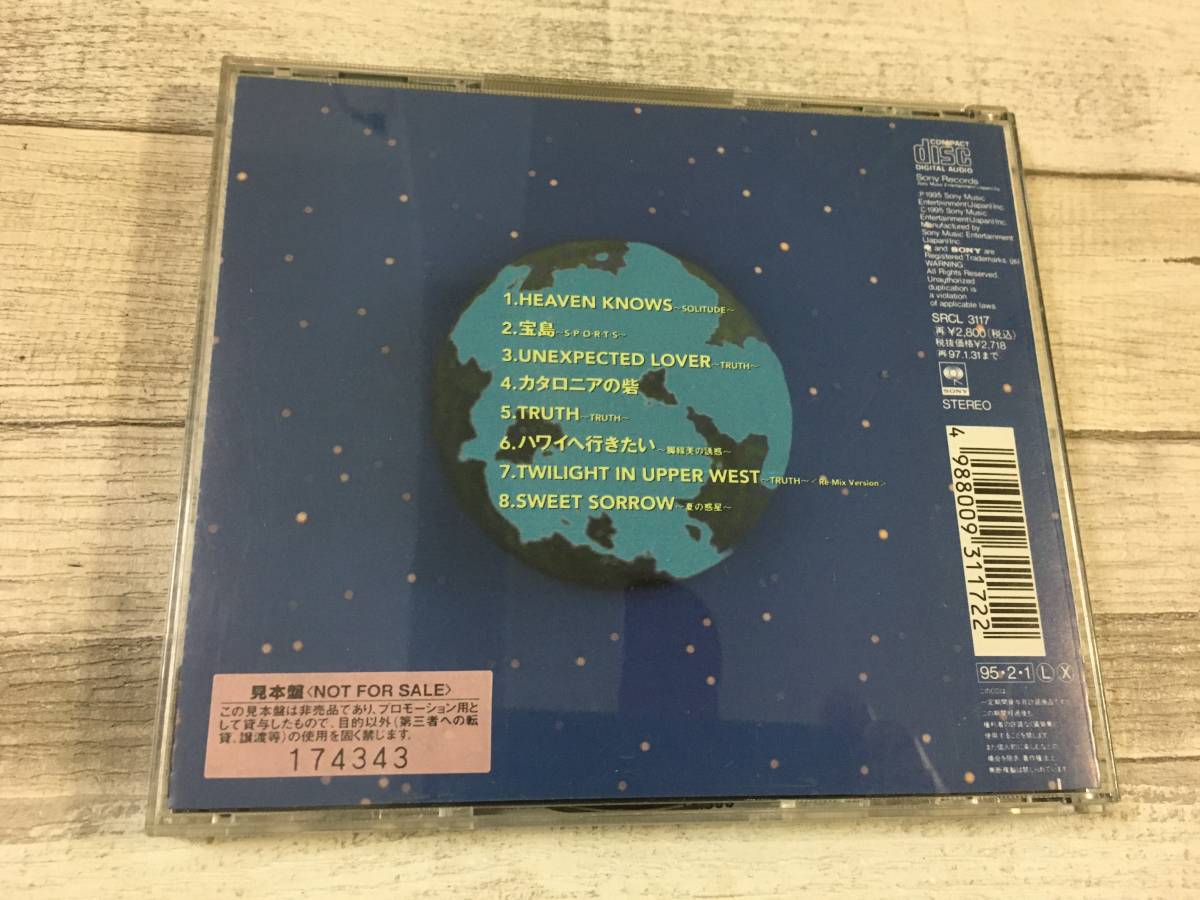 1.HEAVEN KNOWS~SOLITUDE~
2.宝島~S·P·O·R·T·S~
3.UNEXPECTED LOVER~TRUTH~
4.カタロニアの砦
5.TRUTH~TRUTH~
6.ハワイへ行きたい~脚線美の誘惑~
7.TWILIGHT IN UPPER WEST~TRUTH~<Re-Mix Version>
8.SWEET SORROW~夏の惑星~
COMPACT
disc
DIGITAL AUDIO
Sony Records
Sony Music Entertainment (Japan) Inc.
℗1995 Sony Music
Entertainment(Japan)Inc.
©1995 Sony Music
Entertainment(Japan)Inc.
Manufactured by
Sony Music Entertainment
(Japan)Inc.
and SONY are
Registered Trademarks.
WARNING:
All Rights Reserved.
Unauthorized
duplication is
a violation
of applicable laws.
SRCL 3117
再¥2,800(税込)
税抜価格¥2,718
再97.1.31まで
SONY
STEREO
4 988009 311722
95・2・1 L X
見本盤〈NOT FOR SALE〉
この見本盤は非売品であり、プロモーション用と
して貸与したもので、目的以外(第三者への転
貸、譲渡等)の使用を固く禁じます。
174343